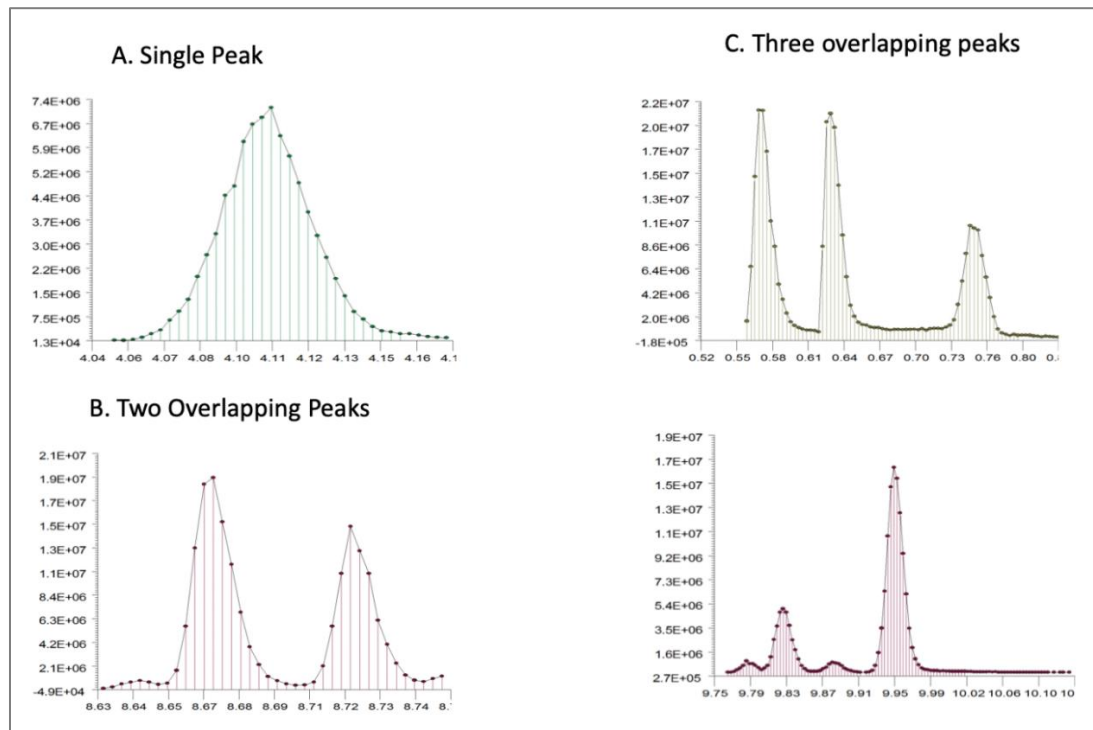 A. Single Peak
7.4E+06
6.7E+06
5.9E+06
5.2E+06
4.4E+06
3.7E+06
3.0E+06
2.2E+06
1.5E+06
7.5E+05
1.3E+04
4.04 4.06 4.07 4.08 4.10 4.11 4.12 4.13 4.15 4.16 4.1
B. Two Overlapping Peaks
2.1E+07
1.9E+07
1.7E+07
1.5E+07
1.3E+07
1.1E+07
8.4E+06
6.3E+06
4.2E+06
2.1E+06
-4.9E+04
8.63 8.64 8.65 8.67 8.68 8.69 8.71 8.72 8.73 8.74
C. Three overlapping peaks
2.2E+07
2.0E+07
1.7E+07
1.5E+07
1.3E+07
1.1E+07
8.6E+06
6.4E+06
4.2E+06
2.0E+06
-1.8E+05
0.52 0.55 0.58 0.61 0.64 0.67 0.70 0.73 0.76 0.80
1.9E+07
1.7E+07
1.5E+07
1.3E+07
1.1E+07
9.2E+06
7.3E+06
5.4E+06
3.5E+06
1.6E+06
2.7E+05
9.75 9.79 9.83 9.87 9.91 9.95 9.99 10.02 10.06 10.10 10